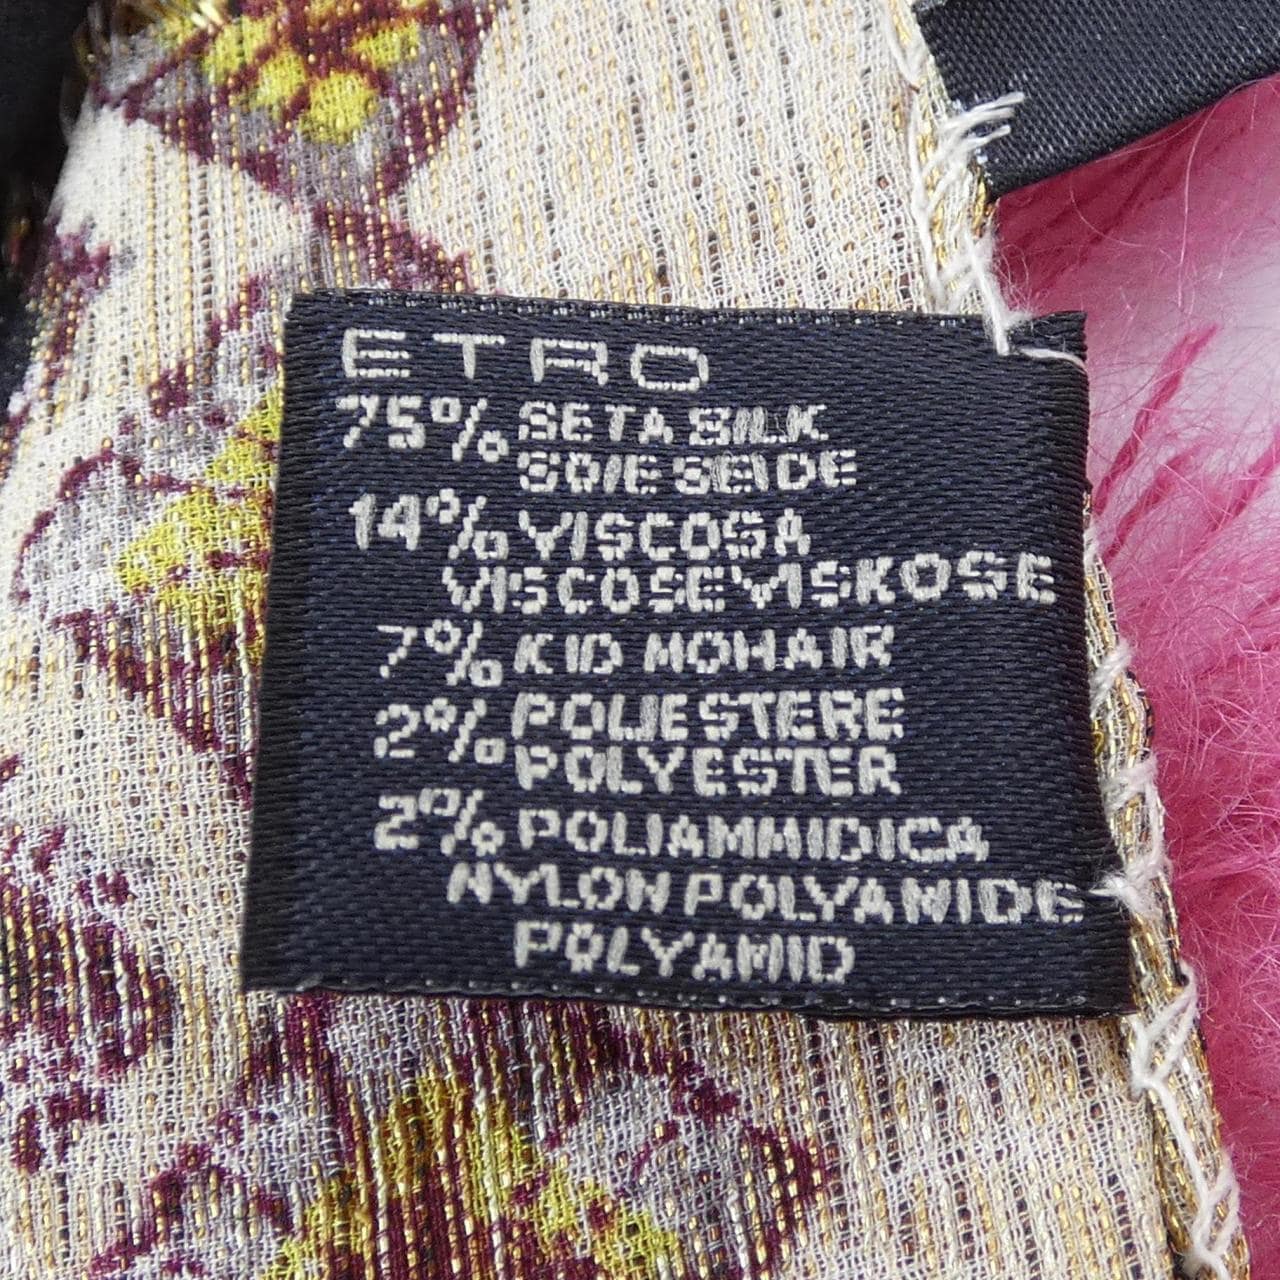 ETRO
75% SETA SILK
SOIE SEIDE
14% VISCOSA
VISCOSE VISKOSE
7% KID MOHAIR
2% POLIESTERE
POLYESTER
2% POLIAMMIDICA
NYLON POLYAMIDE
POLYAMID